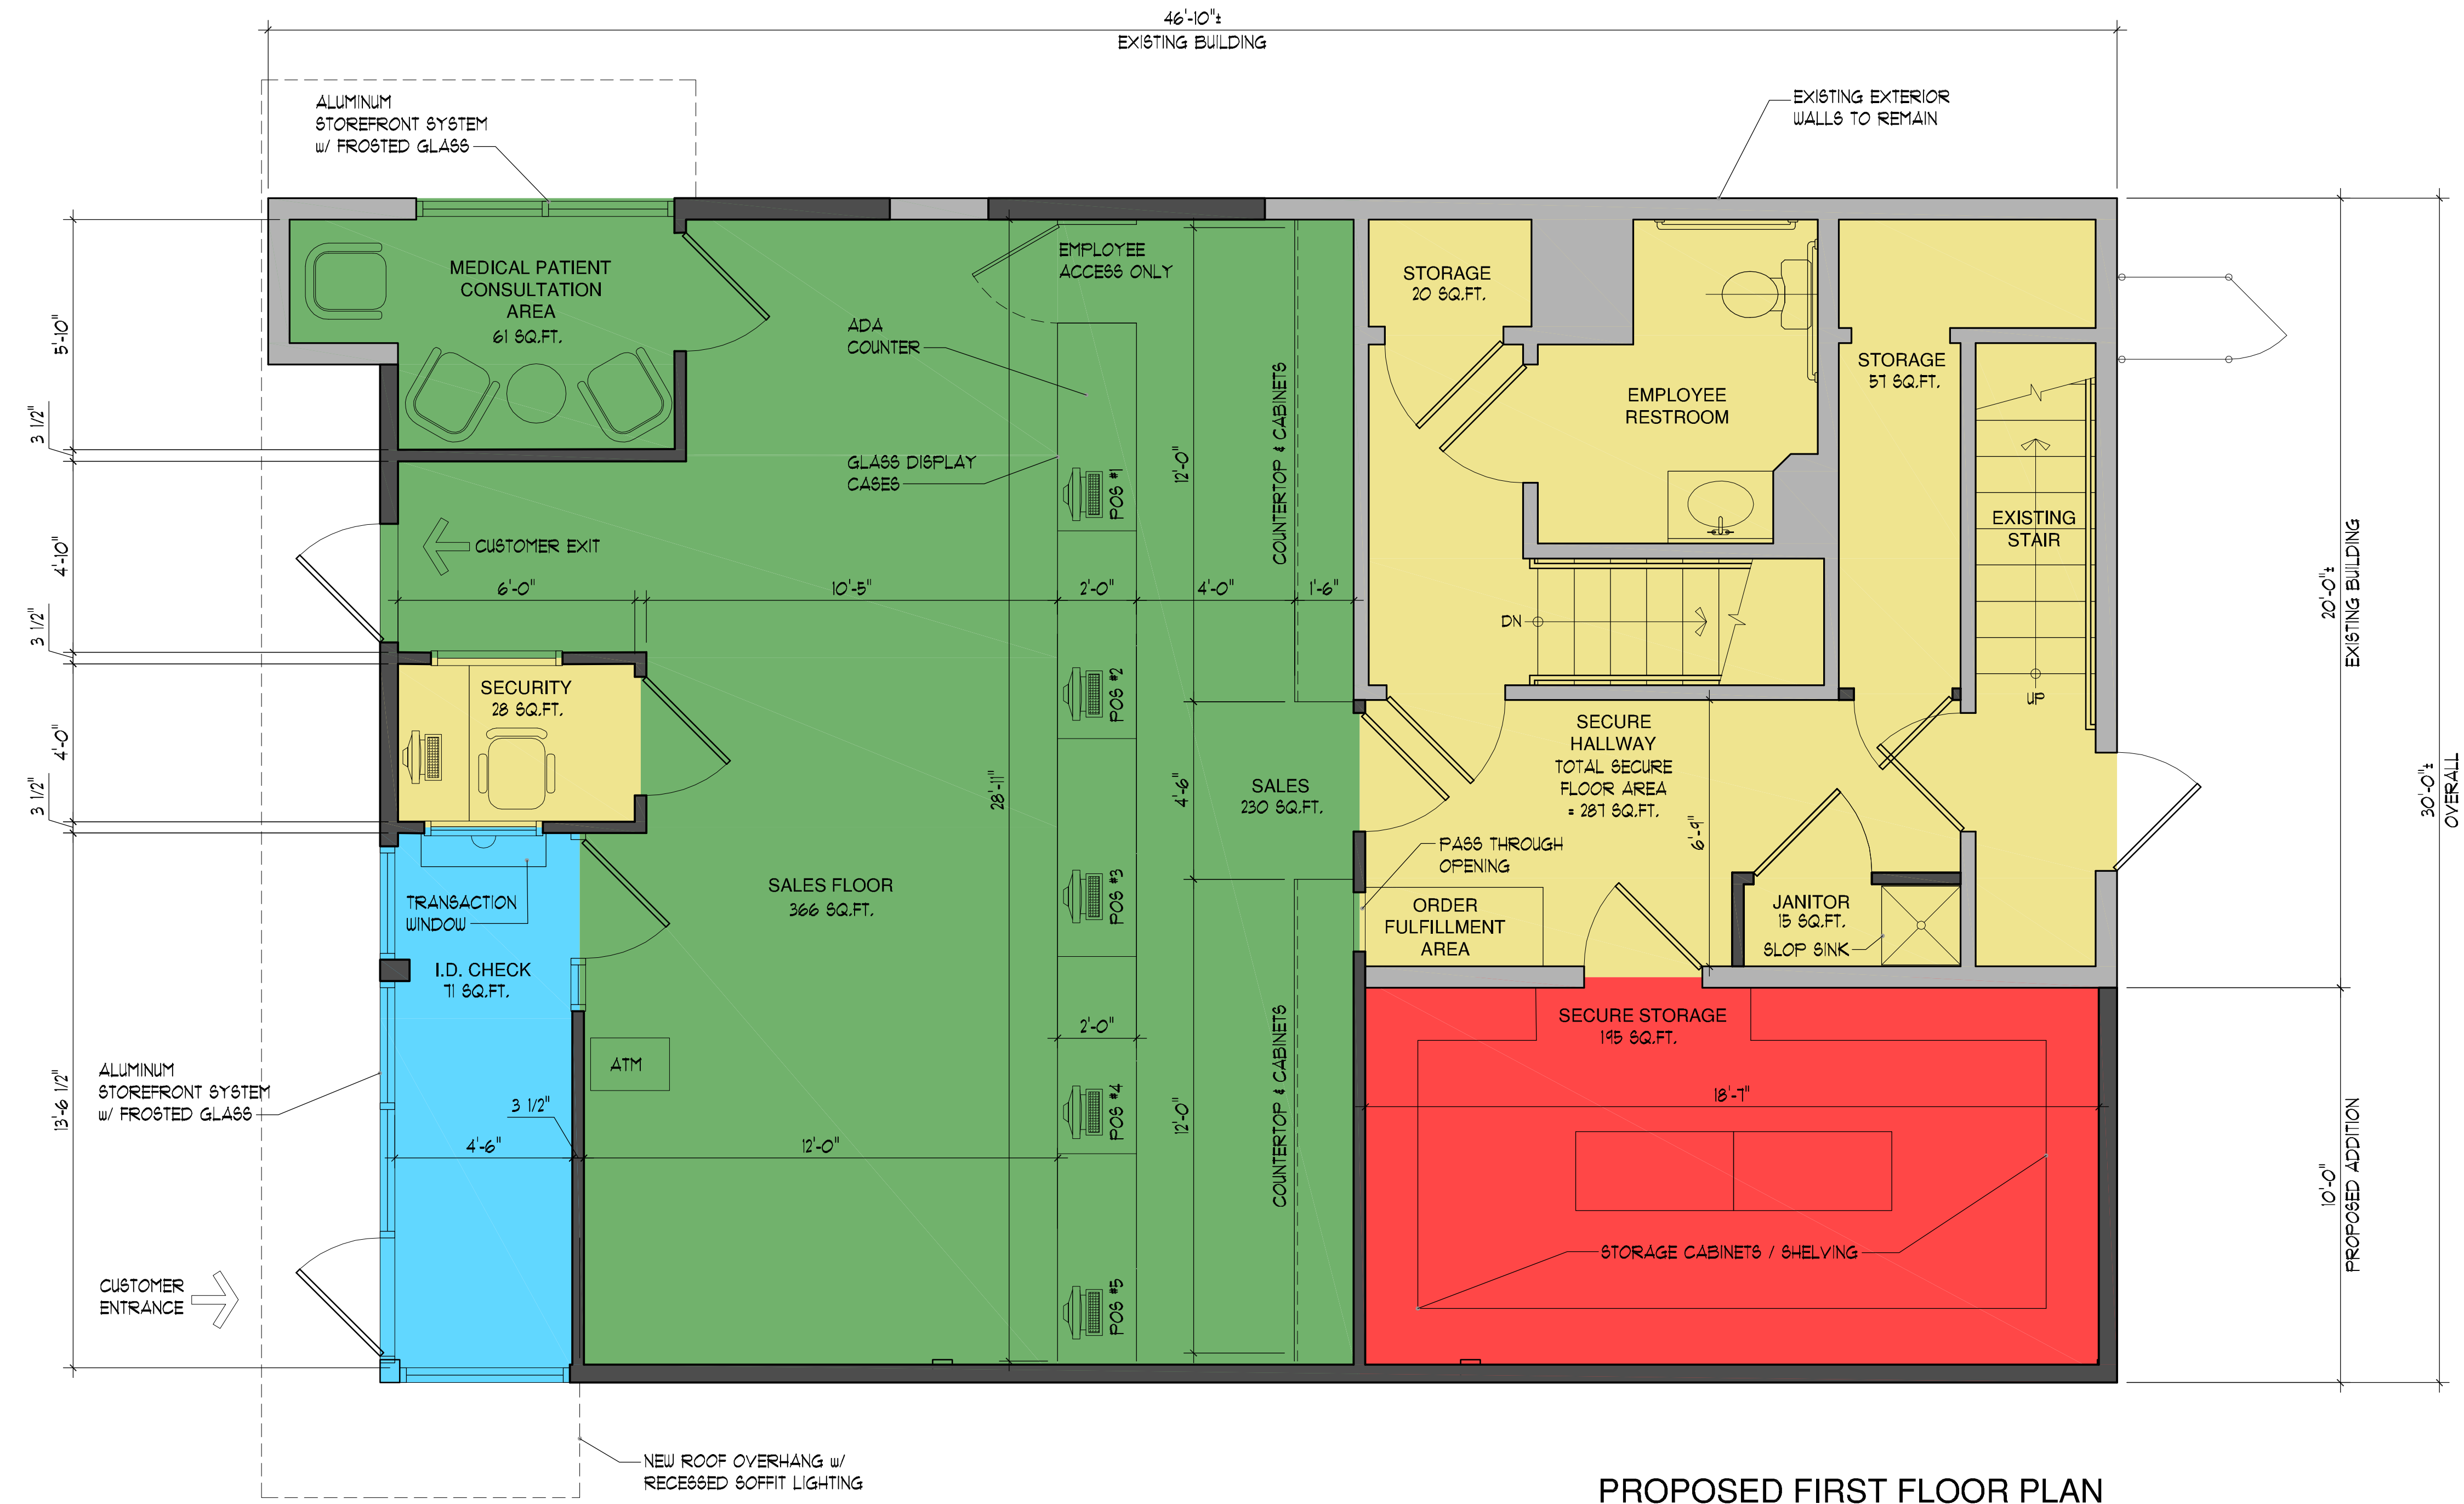 46'-10"±
EXISTING BUILDING
ALUMINUM
STOREFRONT SYSTEM
w/ FROSTED GLASS
EXISTING EXTERIOR
WALLS TO REMAIN
MEDICAL PATIENT
CONSULTATION
AREA
61 SQ.FT.
EMPLOYEE
ACCESS ONLY
ADA
COUNTER
GLASS DISPLAY
CASES
STORAGE
20 SQ.FT.
EMPLOYEE
RESTROOM
STORAGE
57 SQ.FT.
EXISTING
STAIR
UP
DN
5'-10"
3 1/2"
4'-10"
3 1/2"
4'-0"
3 1/2"
13'-6 1/2"
CUSTOMER EXIT
6'-0"
10'-5"
2'-0"
4'-0"
1'-6"
12'-0"
COUNTERTOP & CABINETS
POS #1
POS #2
POS #3
POS #4
POS #5
SECURITY
28 SQ.FT.
28'-11"
4'-6"
SALES
230 SQ.FT.
SECURE
HALLWAY
TOTAL SECURE
FLOOR AREA
= 287 SQ.FT.
6'-9"
PASS THROUGH
OPENING
ORDER
FULFILLMENT
AREA
JANITOR
15 SQ.FT.
SLOP SINK
TRANSACTION
WINDOW
I.D. CHECK
71 SQ.FT.
SALES FLOOR
366 SQ.FT.
ATM
2'-0"
3 1/2"
4'-6"
12'-0"
12'-0"
COUNTERTOP & CABINETS
SECURE STORAGE
195 SQ.FT.
18'-7"
STORAGE CABINETS / SHELVING
ALUMINUM
STOREFRONT SYSTEM
w/ FROSTED GLASS
CUSTOMER
ENTRANCE
20'-0"±
EXISTING BUILDING
10'-0"
PROPOSED ADDITION
30'-0"±
OVERALL
NEW ROOF OVERHANG w/
RECESSED SOFFIT LIGHTING
PROPOSED FIRST FLOOR PLAN